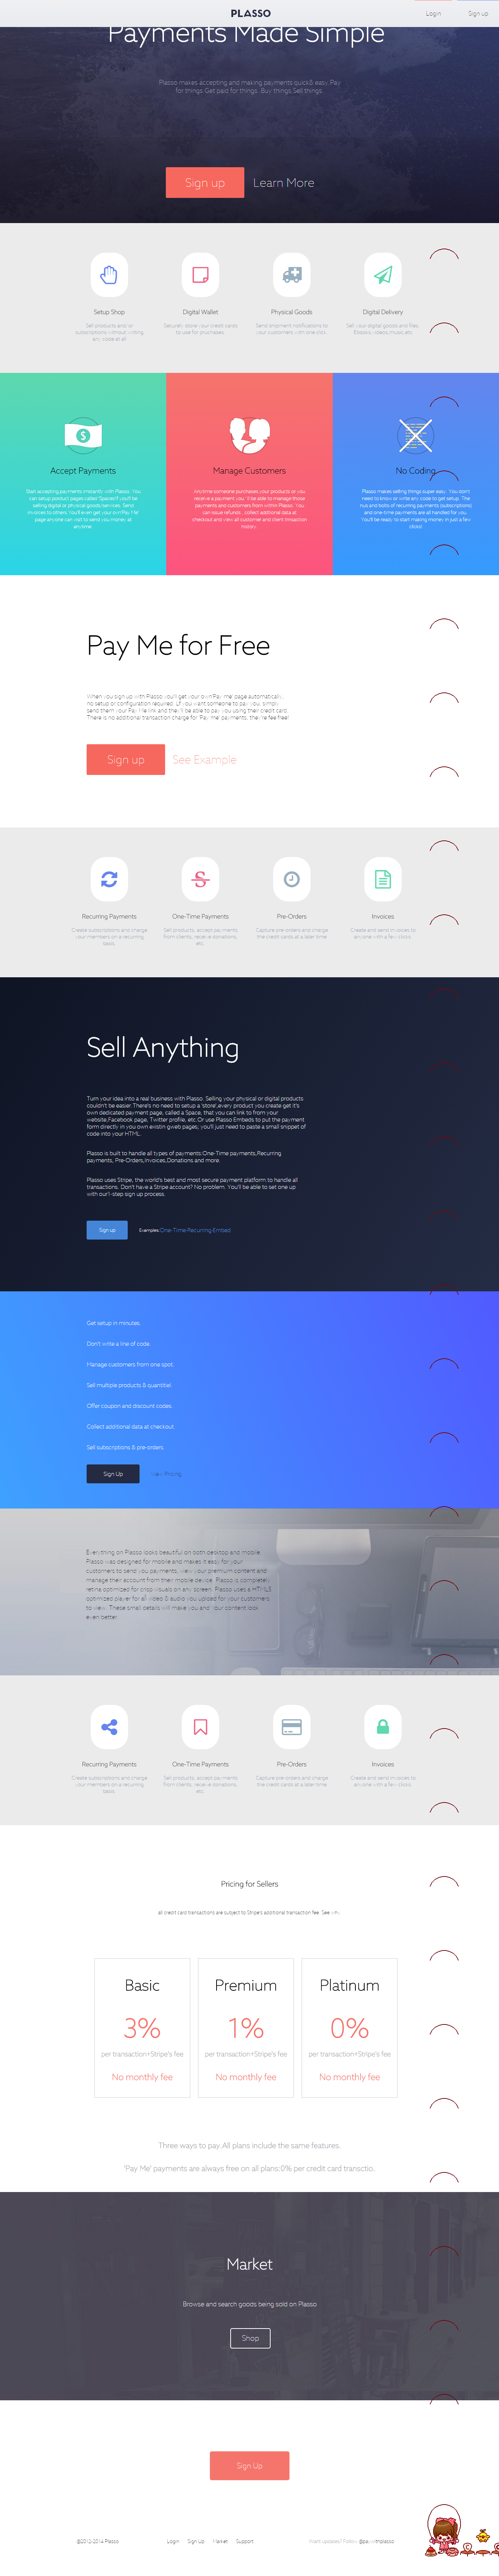 PLASSO
Login
Sign up
Payments Made Simple
Plasso makes accepting and making payments quick& easy.Pay
for things.Get paid for things. Buy things.Sell things.
Sign up
Learn More
Setup Shop
Digital Wallet
Physical Goods
Digital Delivery
Sell products and/or
subscriptions without writing
any code at all
Securely store your credit cards
to use for purchases
Send shipment notifications to
your customers with one click.
Sell your digital goods and files.
Ebooks, videos, music, etc
Accept Payments
Manage Customers
No Coding
Start accepting payments instantly with Plasso. You
can setup product pages called 'Spaces'if you'll be
selling digital or physical goods/services. Send
invoices to others.You'll even get your own'Pay Me'
page anyone can visit to send you money at
anytime.
Anytime someone purchases your products or you
receive a payment you 'll be able to manage those
payments and customers from within Plasso. You
can issue refunds , collect additional data at
checkout and view all customer and client trnsaction
history.
Plasso makes selling things super easy. You don't
need to know or write any code to get setup. The
nus and bolts of recurring payments (subscriptions)
and one-time payments are all handled for you.
You'll be ready to start making money in just a few
clicks!
Pay Me for Free
When you sign up with Plasso you'll get your own'Pay me' page automatically.
no setup or configuration required. Lf you want someone to pay you, simply
send them your Pay Me link and they'll be able to pay you using their credit card.
There is no additional transaction charge for 'Pay me' payments, they're fee free!
Sign up
See Example
Recurring Payments
One-Time Payments
Pre-Orders
Invoices
Create subscriptions and charge
your members on a recurring
basis.
Sell products, accept payments
from clients, receive donations,
etc.
Capture pre-orders and charge
the credit cards at a later time
Create and send invoices to
anyone with a few clicks.
Sell Anything
Turn your idea into a real business with Plasso. Selling your physical or digital products
couldn't be easier. There's no need to setup a 'store',every product you create get it's
own dedicated payment page, called a Space, that you can link to from your
website,Facebook page, Twitter profile, etc.Or use Plasso Embeds to put the payment
form directly in you own existin gweb pages; you'll just need to paste a small snippet of
code into your HTML.
Plasso is built to handle all types of payments:One-Time payments,Recurring
payments, Pre-Orders,Invoices,Donations and more.
Plasso uses Stripe, the world's best and most secure payment platform to handle all
transactions. Don't have a Stripe account? No problem. You'll be able to set one up
with our1-step sign up process.
Sign up
Examples:One-Time-Recurring Embed
Get setup in minutes.
Don't write a line of code.
Manage customers from one spot.
Sell multiple products & quantitiel.
Offer coupon and discount codes.
Collect additional data at checkout.
Sell subscriptions & pre-orders.
Sign Up
View Pricing
Everything on Plasso looks beautiful on both desktop and mobile.
Plasso was designed for mobile and makes it easy for your
customers to send you payments, view your premium content and
manage their account from their mobile device. Plasso is completely
retina optimized for crisp visuals on any screen. Plasso uses a HTML5
optimized player for all video & audio you upload for your customers
to view. These small details will make you and your content look
even better.
Recurring Payments
One-Time Payments
Pre-Orders
Invoices
Create subscriptions and charge
your members on a recurring
basis.
Sell products, accept payments
from clients, receive donations,
etc.
Capture pre-orders and charge
the credit cards at a later time
Create and send invoices to
anyone with a few clicks.
Pricing for Sellers
all credit card transactions are subject to Stripe's additional transaction fee. See why.
Basic
Premium
Platinum
3%
1%
0%
per transaction+Stripe's fee
per transaction+Stripe's fee
per transaction+Stripe's fee
No monthly fee
No monthly fee
No monthly fee
Three ways to pay.All plans include the same features.
'Pay Me' payments are always free on all plans:0% per credit card transctio.
Market
Browse and search goods being sold on Plasso
Shop
Sign Up
@2012-2014 Plasso
Login
Sign Up
Market
Support
Want updates? Follow @paywithplasso